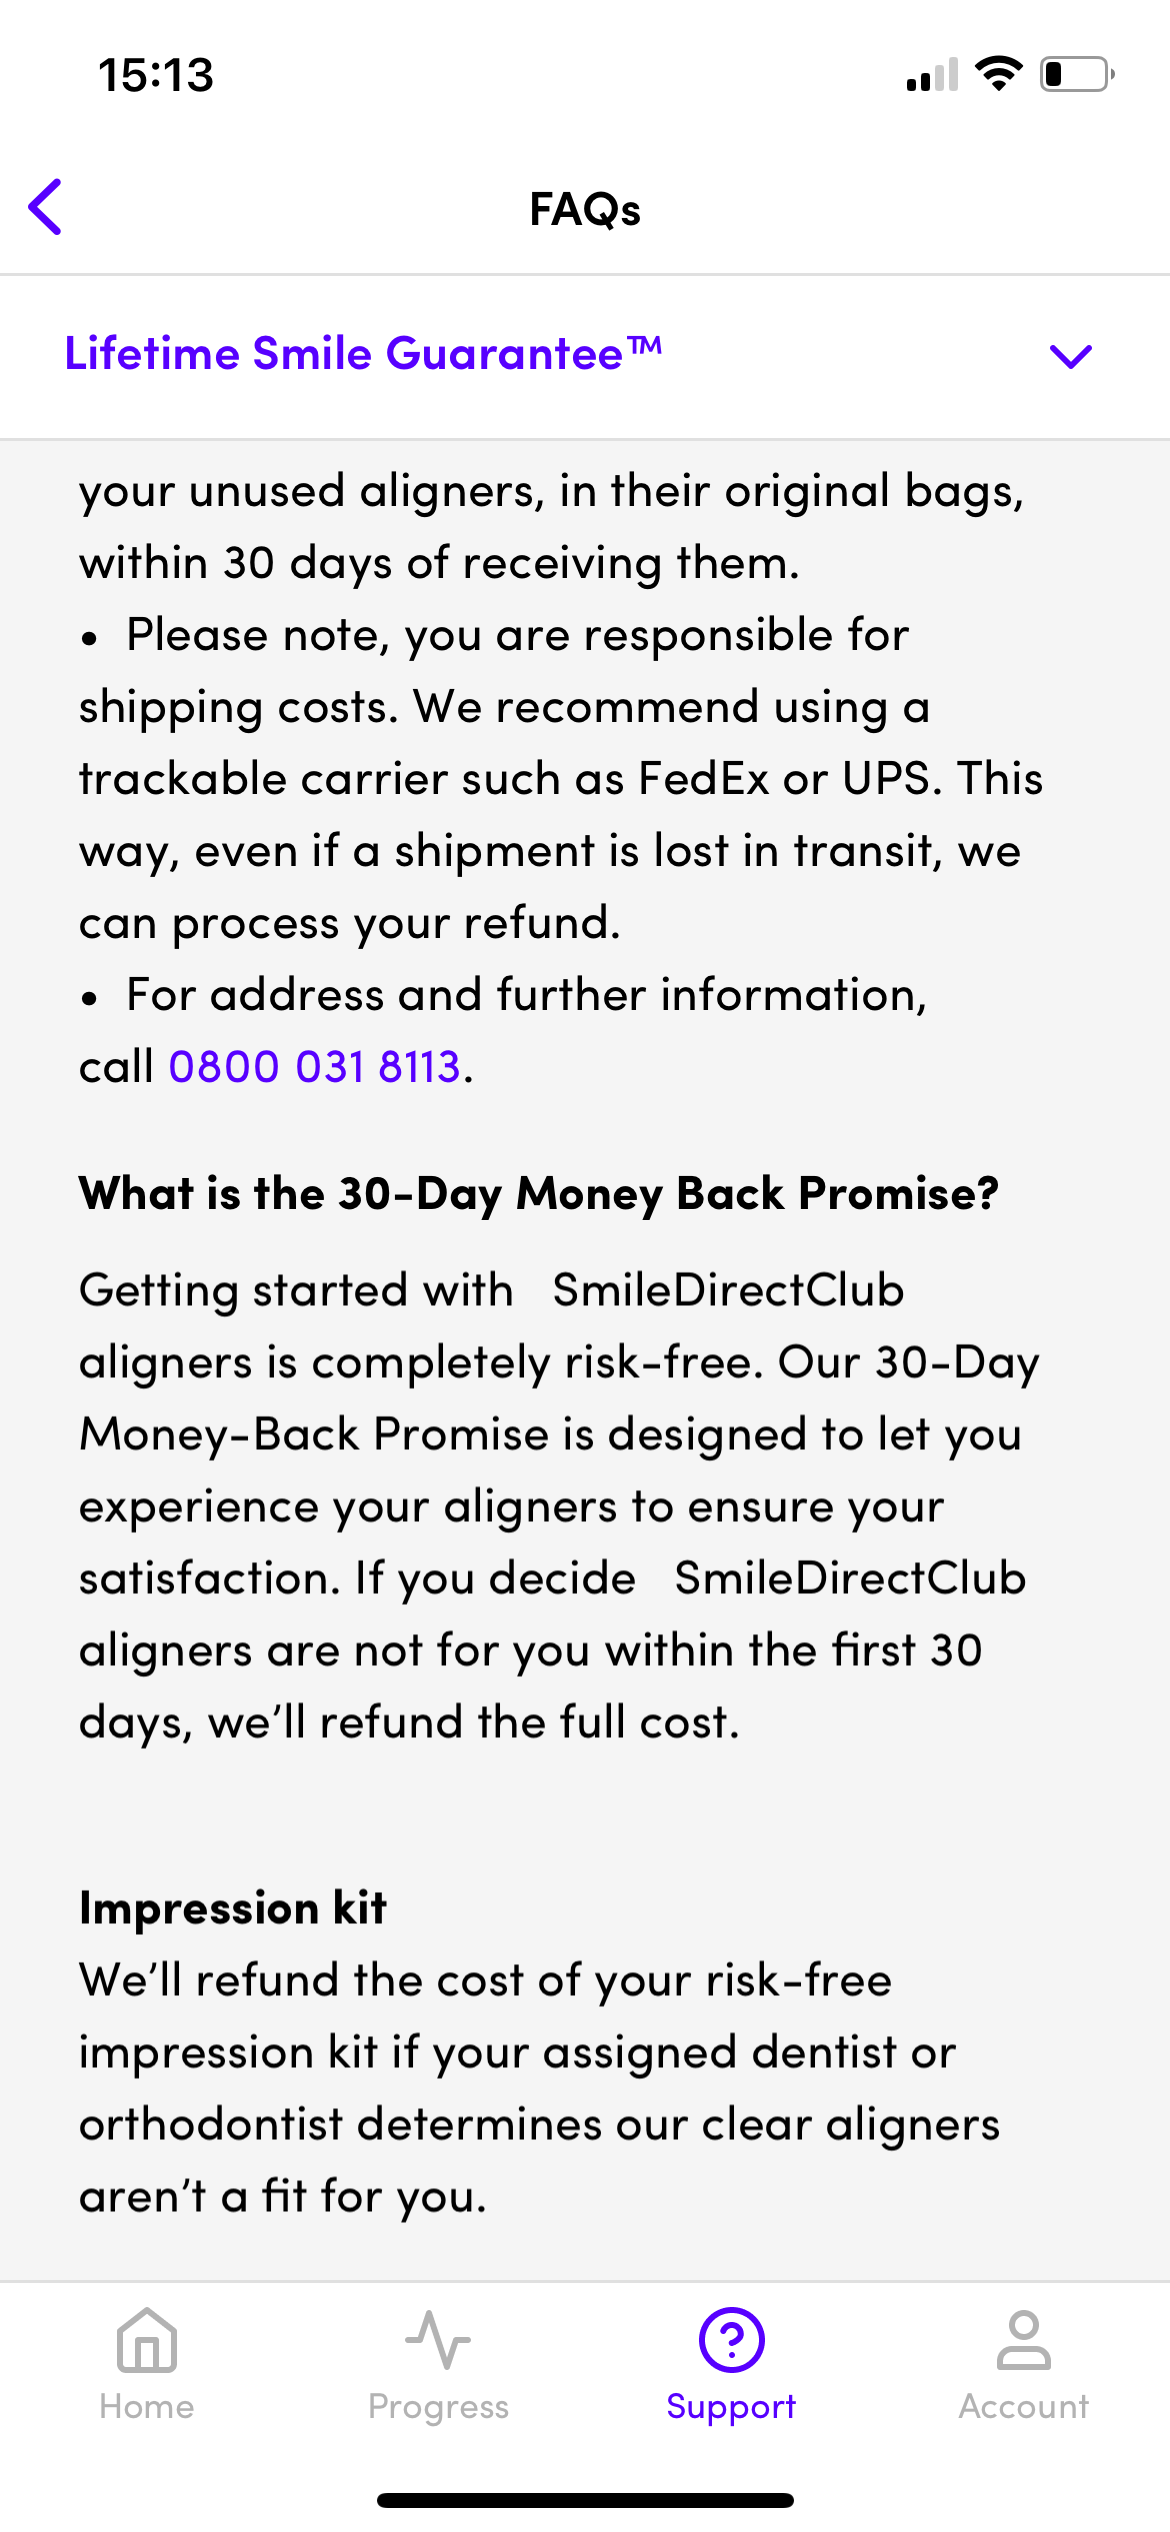 15:13
FAQs
Lifetime Smile Guarantee™
your unused aligners, in their original bags,
within 30 days of receiving them.
• Please note, you are responsible for
shipping costs. We recommend using a
trackable carrier such as FedEx or UPS. This
way, even if a shipment is lost in transit, we
can process your refund.
• For address and further information,
call 0800 031 8113.
What is the 30-Day Money Back Promise?
Getting started with SmileDirectClub
aligners is completely risk-free. Our 30-Day
Money-Back Promise is designed to let you
experience your aligners to ensure your
satisfaction. If you decide SmileDirectClub
aligners are not for you within the first 30
days, we’ll refund the full cost.
Impression kit
We’ll refund the cost of your risk-free
impression kit if your assigned dentist or
orthodontist determines our clear aligners
aren’t a fit for you.
Home Progress Support Account